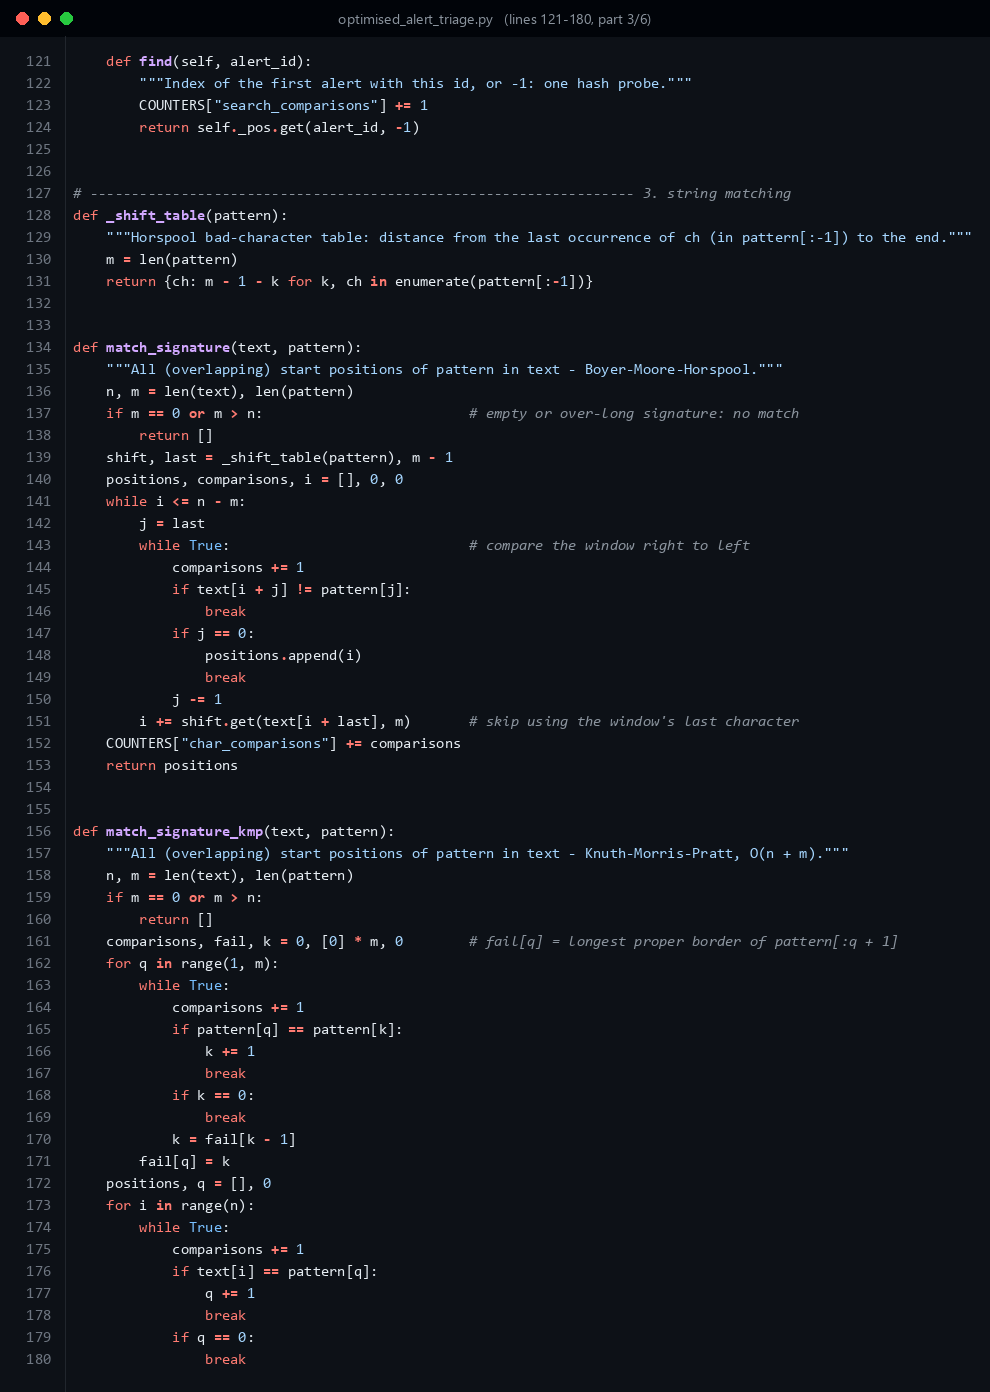 optimised_alert_triage.py   (lines 121-180, part 3/6)
121     def find(self, alert_id):
122         """Index of the first alert with this id, or -1: one hash probe."""
123         COUNTERS["search_comparisons"] += 1
124         return self._pos.get(alert_id, -1)
125
126
127 # ------------------------------------------------------------------ 3. string matching
128 def _shift_table(pattern):
129     """Horspool bad-character table: distance from the last occurrence of ch (in pattern[:-1]) to the end."""
130     m = len(pattern)
131     return {ch: m - 1 - k for k, ch in enumerate(pattern[:-1])}
132
133
134 def match_signature(text, pattern):
135     """All (overlapping) start positions of pattern in text - Boyer-Moore-Horspool."""
136     n, m = len(text), len(pattern)
137     if m == 0 or m > n:                         # empty or over-long signature: no match
138         return []
139     shift, last = _shift_table(pattern), m - 1
140     positions, comparisons, i = [], 0, 0
141     while i <= n - m:
142         j = last
143         while True:                             # compare the window right to left
144             comparisons += 1
145             if text[i + j] != pattern[j]:
146                 break
147             if j == 0:
148                 positions.append(i)
149                 break
150             j -= 1
151         i += shift.get(text[i + last], m)       # skip using the window's last character
152     COUNTERS["char_comparisons"] += comparisons
153     return positions
154
155
156 def match_signature_kmp(text, pattern):
157     """All (overlapping) start positions of pattern in text - Knuth-Morris-Pratt, O(n + m)."""
158     n, m = len(text), len(pattern)
159     if m == 0 or m > n:
160         return []
161     comparisons, fail, k = 0, [0] * m, 0        # fail[q] = longest proper border of pattern[:q + 1]
162     for q in range(1, m):
163         while True:
164             comparisons += 1
165             if pattern[q] == pattern[k]:
166                 k += 1
167                 break
168             if k == 0:
169                 break
170             k = fail[k - 1]
171         fail[q] = k
172     positions, q = [], 0
173     for i in range(n):
174         while True:
175             comparisons += 1
176             if text[i] == pattern[q]:
177                 q += 1
178                 break
179             if q == 0:
180                 break